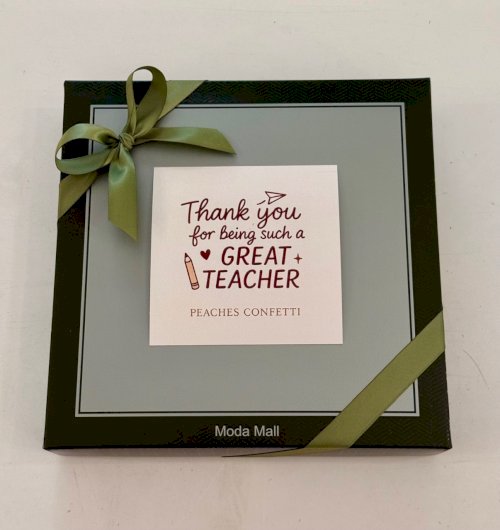 Thank you
for being such a
GREAT
TEACHER
PEACHES CONFETTI
Moda Mall